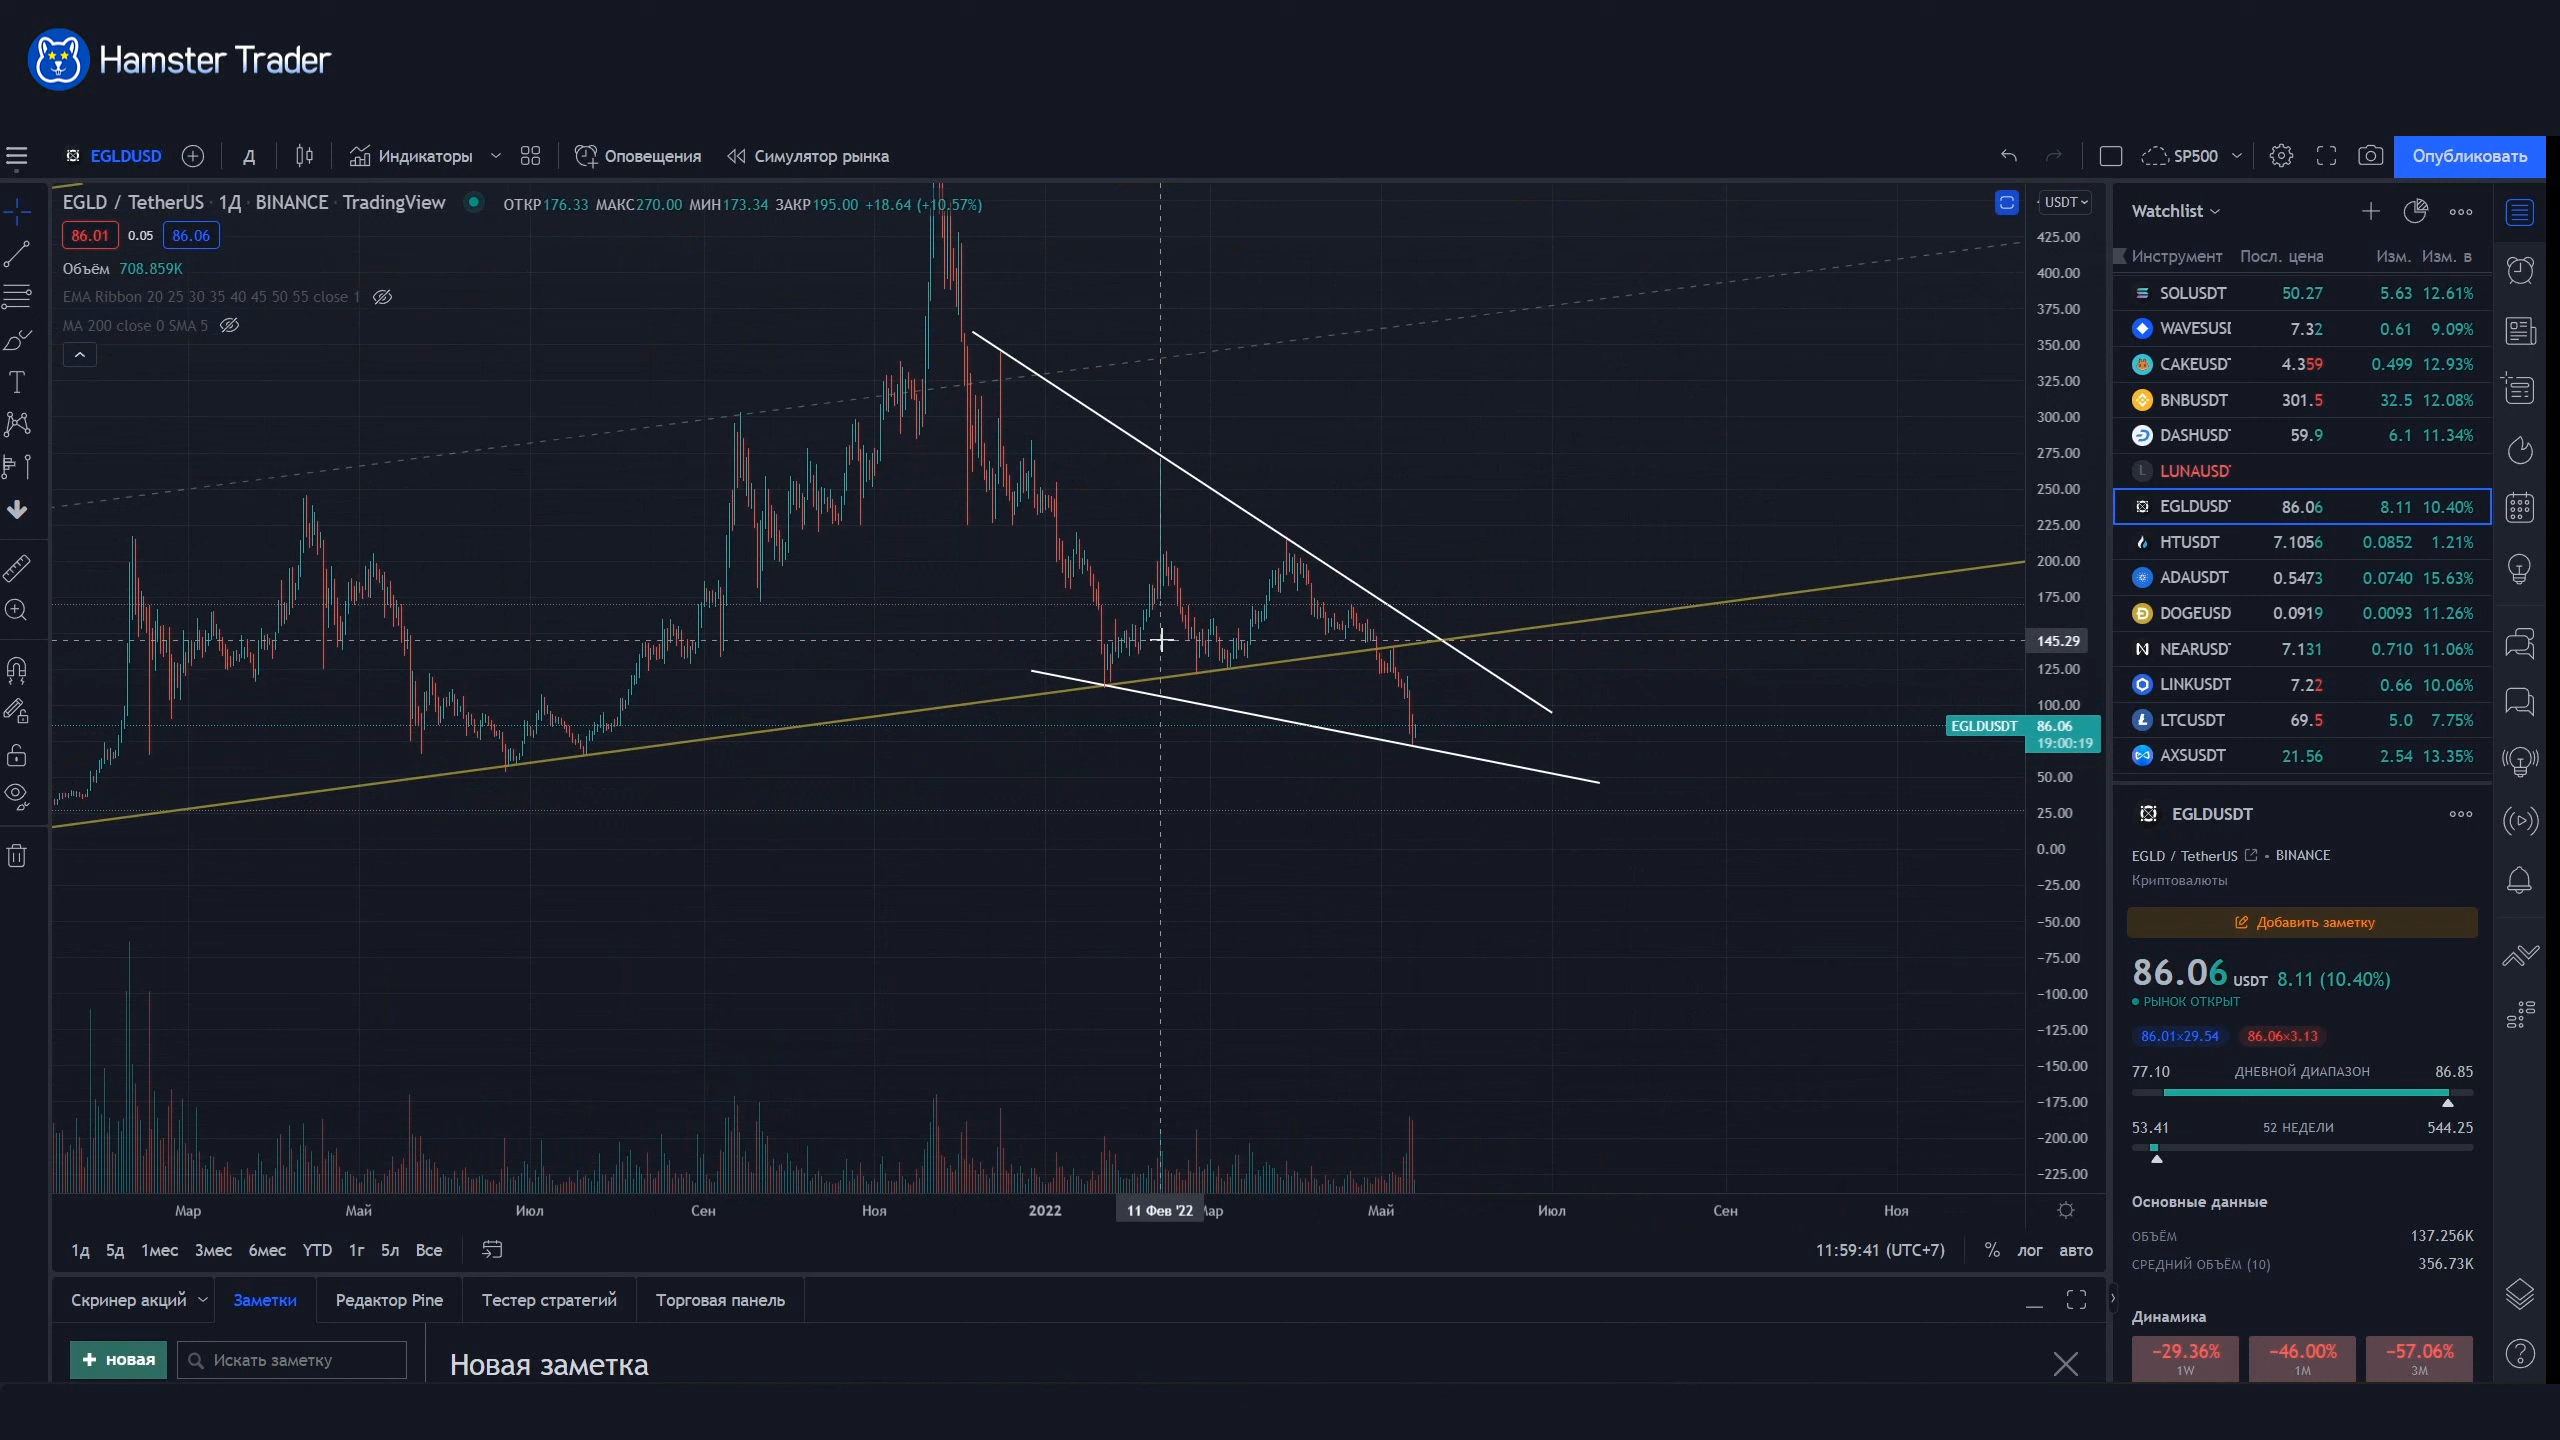 Hamster Trader
EGLDUSD Д Индикаторы Оповещения Симулятор рынка SP500 Опубликовать
EGLD / TetherUS · 1Д · BINANCE · TradingView ОТКР176.33 МАКС270.00 МИН173.34 ЗАКР195.00 +18.64 (+10.57%)
USDT
86.01 0.05 86.06
Объём 708.859K
EMA Ribbon 20 25 30 35 40 45 50 55 close 1
MA 200 close 0 SMA 5
425.00
400.00
375.00
350.00
325.00
300.00
275.00
250.00
225.00
200.00
175.00
145.29
125.00
100.00
EGLDUSDT 86.06
19:00:19
50.00
25.00
0.00
-25.00
-50.00
-75.00
-100.00
-125.00
-150.00
-175.00
-200.00
-225.00
Мар Май Июл Сен Ноя 2022 11 Фев '22 Мар Май Июл Сен Ноя
1д 5д 1мес 3мес 6мес YTD 1г 5л Все 11:59:41 (UTC+7) % лог авто
Скринер акций Заметки Редактор Pine Тестер стратегий Торговая панель
+ новая Искать заметку Новая заметка
Watchlist
Инструмент Посл. цена Изм. Изм. в
SOLUSDT 50.27 5.63 12.61%
WAVESUSI 7.32 0.61 9.09%
CAKEUSD 4.359 0.499 12.93%
BNBUSDT 301.5 32.5 12.08%
DASHUSD 59.9 6.1 11.34%
LUNAUSD
EGLDUSD 86.06 8.11 10.40%
HTUSDT 7.1056 0.0852 1.21%
ADAUSDT 0.5473 0.0740 15.63%
DOGEUSD 0.0919 0.0093 11.26%
NEARUSD 7.131 0.710 11.06%
LINKUSDT 7.22 0.66 10.06%
LTCUSDT 69.5 5.0 7.75%
AXSUSDT 21.56 2.54 13.35%
EGLDUSDT
EGLD / TetherUS • BINANCE
Криптовалюты
Добавить заметку
86.06 USDT 8.11 (10.40%)
РЫНОК ОТКРЫТ
86.01×29.54 86.06×3.13
77.10 ДНЕВНОЙ ДИАПАЗОН 86.85
53.41 52 НЕДЕЛИ 544.25
Основные данные
ОБЪЁМ 137.256K
СРЕДНИЙ ОБЪЁМ (10) 356.73K
Динамика
-29.36% -46.00% -57.06%
1W 1M 3M